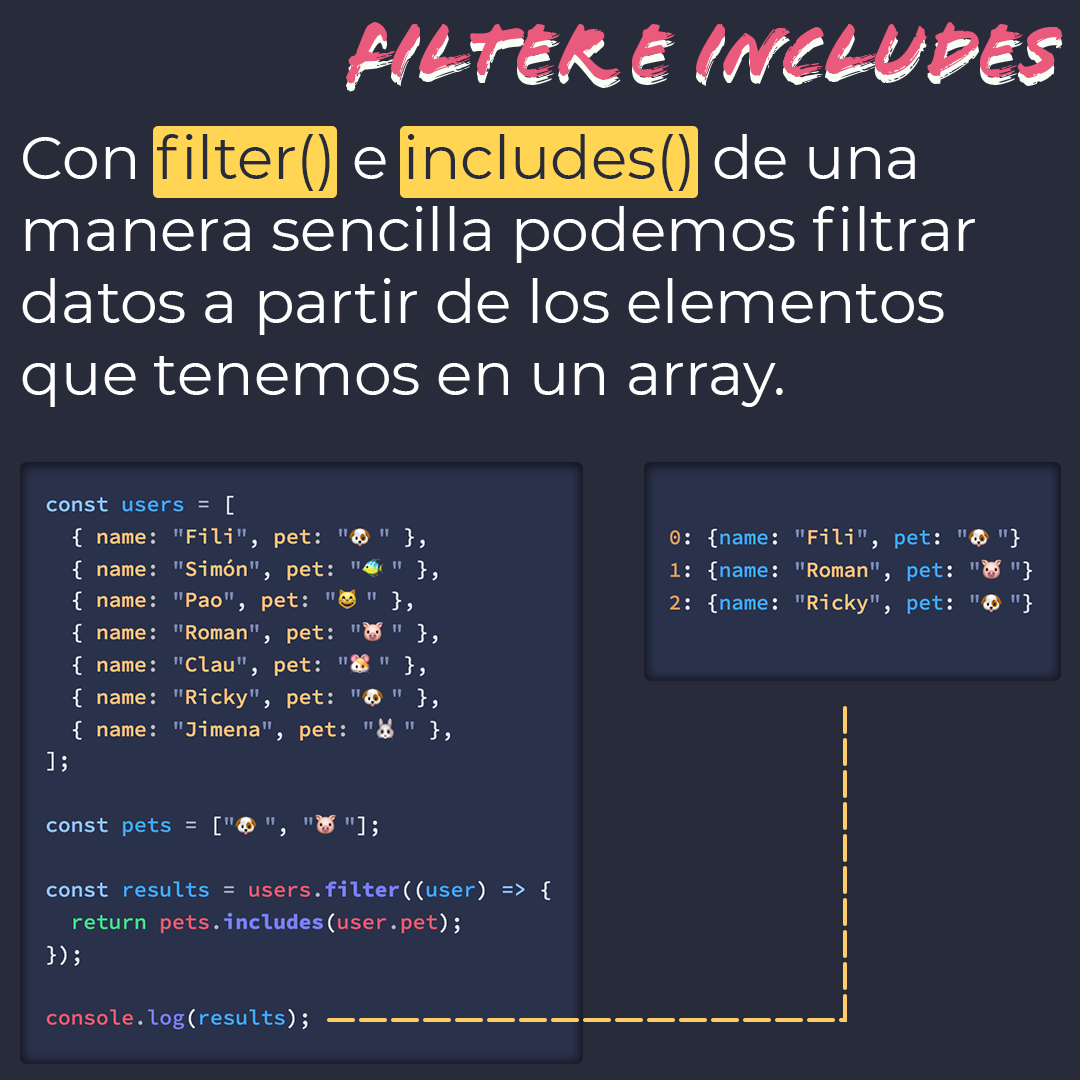 FILTER E INCLUDES
Con filter() e includes() de una
manera sencilla podemos filtrar
datos a partir de los elementos
que tenemos en un array.
const users = [
  { name: "Fili", pet: "🐶 " },
  { name: "Simón", pet: "🐠 " },
  { name: "Pao", pet: "😺 " },
  { name: "Roman", pet: "🐷 " },
  { name: "Clau", pet: "🐹 " },
  { name: "Ricky", pet: "🐶 " },
  { name: "Jimena", pet: "🐰 " },
];
const pets = ["🐶 ", "🐷 "];
const results = users.filter((user) => {
  return pets.includes(user.pet);
});
console.log(results);
0: {name: "Fili", pet: "🐶 "}
1: {name: "Roman", pet: "🐷 "}
2: {name: "Ricky", pet: "🐶 "}